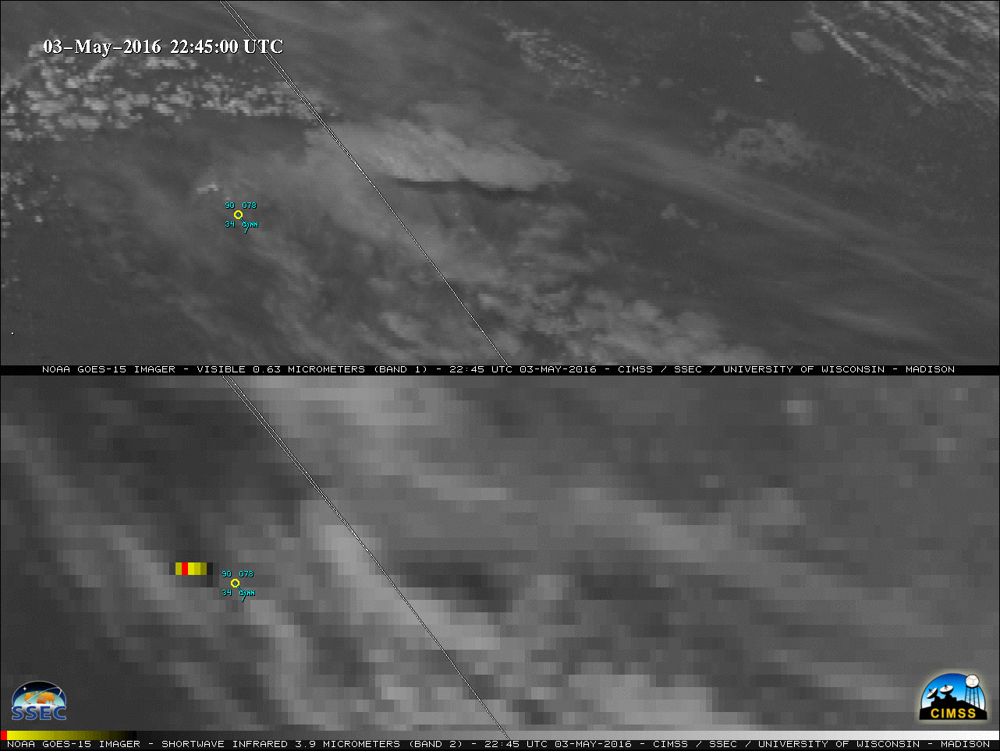 03-May-2016 22:45:00 UTC
90 078
34 CYNN
NOAA GOES-15 IMAGER - VISIBLE 0.63 MICROMETERS (BAND 1) - 22:45 UTC 03-MAY-2016 - CIMSS / SSEC / UNIVERSITY OF WISCONSIN - MADISON
90 078
34 CYNN
SSEC
CIMSS
NOAA GOES-15 IMAGER - SHORTWAVE INFRARED 3.9 MICROMETERS (BAND 2) - 22:45 UTC 03-MAY-2016 - CIMSS / SSEC / UNIVERSITY OF WISCONSIN - MADISON